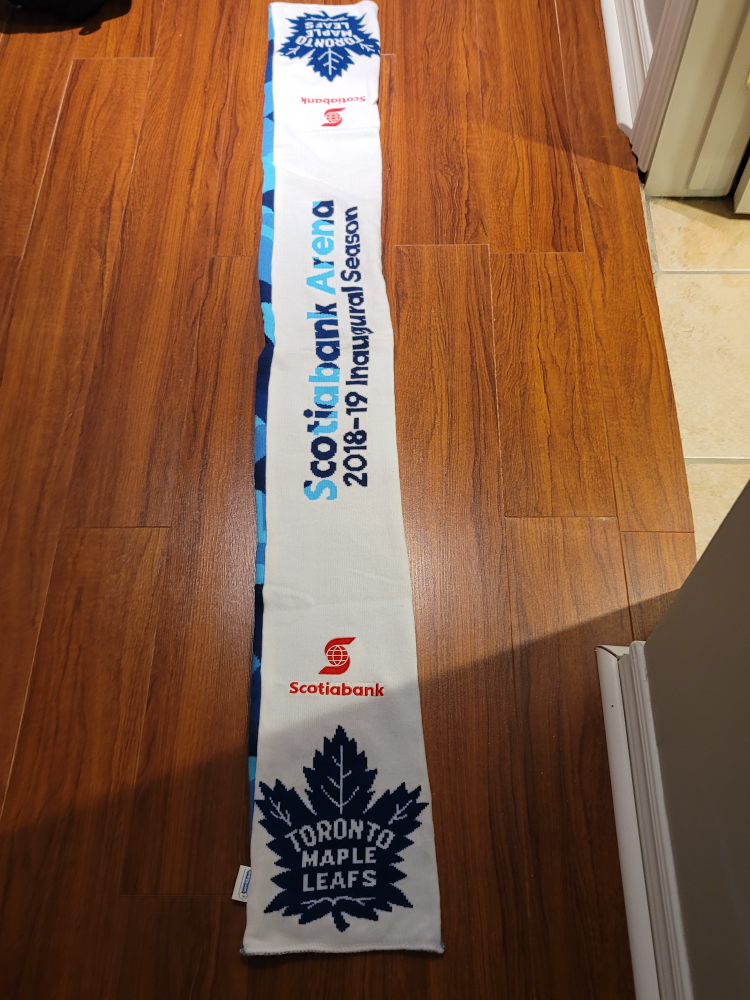 TORONTO
MAPLE
LEAFS
Scotiabank
Scotiabank Arena
2018-19 Inaugural Season
Scotiabank
TORONTO
MAPLE
LEAFS